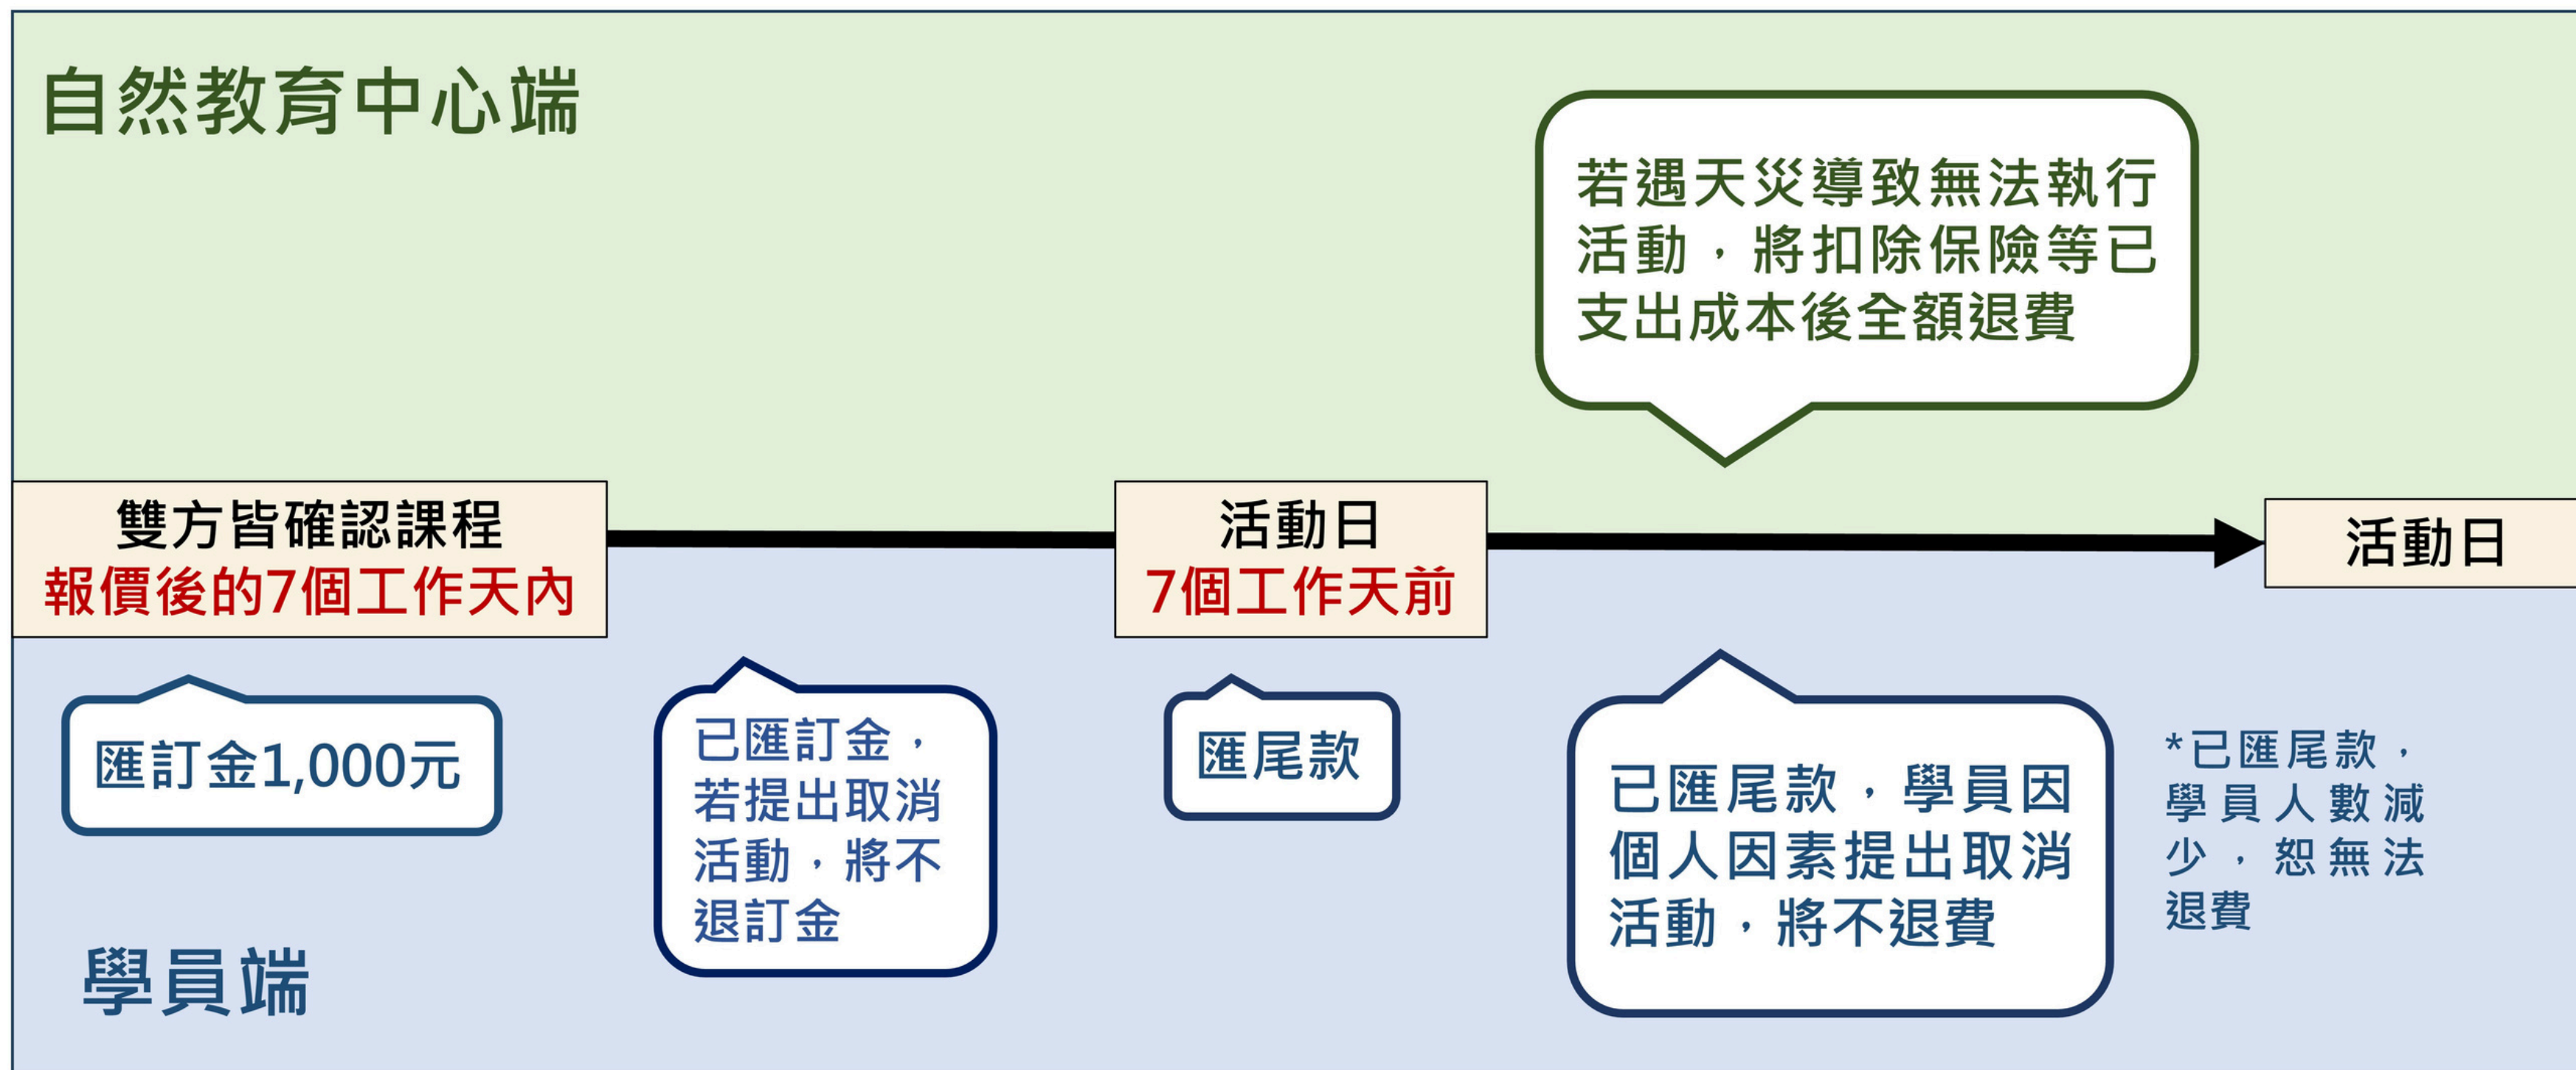 自然教育中心端
若遇天災導致無法執行
活動，將扣除保險等已
支出成本後全額退費
雙方皆確認課程
報價後的7個工作天內
活動日
7個工作天前
活動日
匯訂金1,000元
已匯訂金，
若提出取消
活動，將不
退訂金
匯尾款
已匯尾款，學員因
個人因素提出取消
活動，將不退費
*已匯尾款，
學員人數減
少，恕無法
退費
學員端